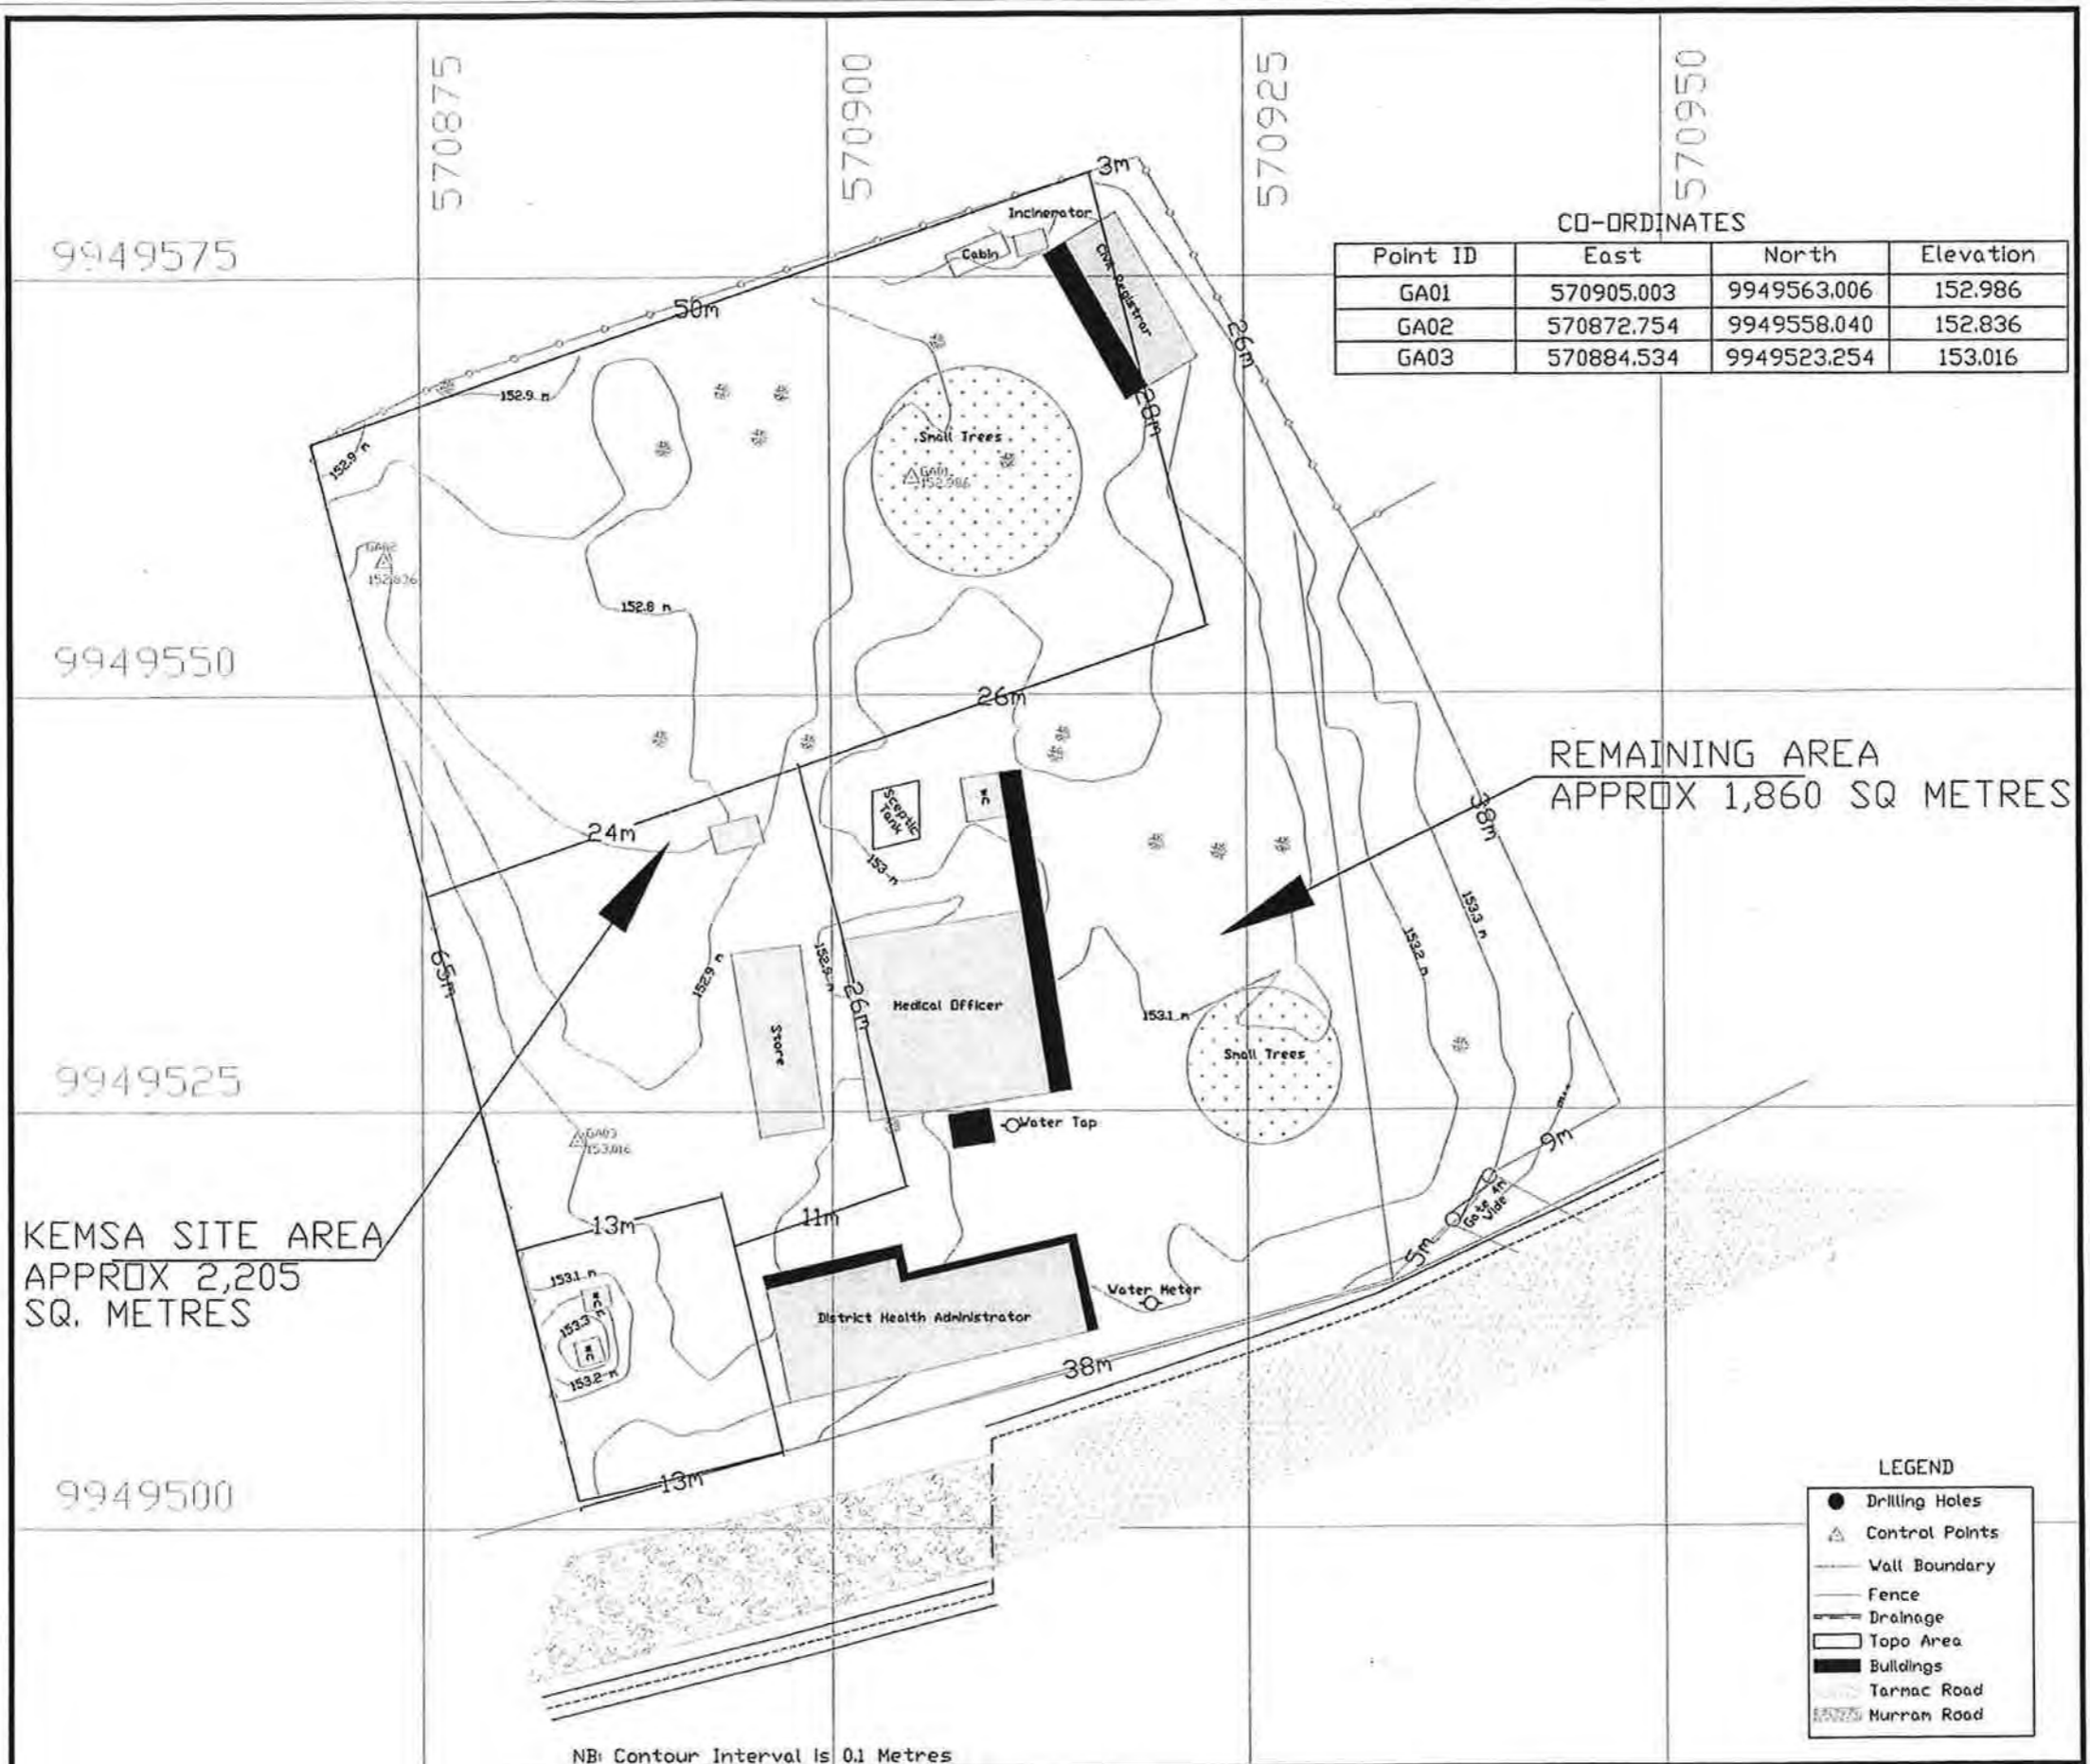 570875
570900
570925
570950
9949575
9949550
9949525
9949500
CO-ORDINATES
Point ID East North Elevation
GA01 570905.003 9949563.006 152.986
GA02 570872.754 9949558.040 152.836
GA03 570884.534 9949523.254 153.016
3m
Incinerator
Cabin
Civil Registrar
50m
26m
28m
152.9 m
152.9 m
Small Trees
GA01
152.986
GA02
152.836
152.8 m
26m
REMAINING AREA
APPROX 1,860 SQ METRES
38m
24m
Sceptic
Tank
WC
153 m
153.3 m
153.2 m
65m
152.9 m
152.9 m
26m
Medical Officer
Store
153.1 m
Small Trees
Water Tap
GA03
153.016
9m
Gate 4m
Wide
5m
KEMSA SITE AREA
APPROX 2,205
SQ. METRES
13m
11m
153.1 m
WC
153.3 m
WC
153.2 m
Water Meter
District Health Administrator
38m
13m
LEGEND
Drilling Holes
Control Points
Wall Boundary
Fence
Drainage
Topo Area
Buildings
Tarmac Road
Murram Road
NB: Contour Interval is 0.1 Metres